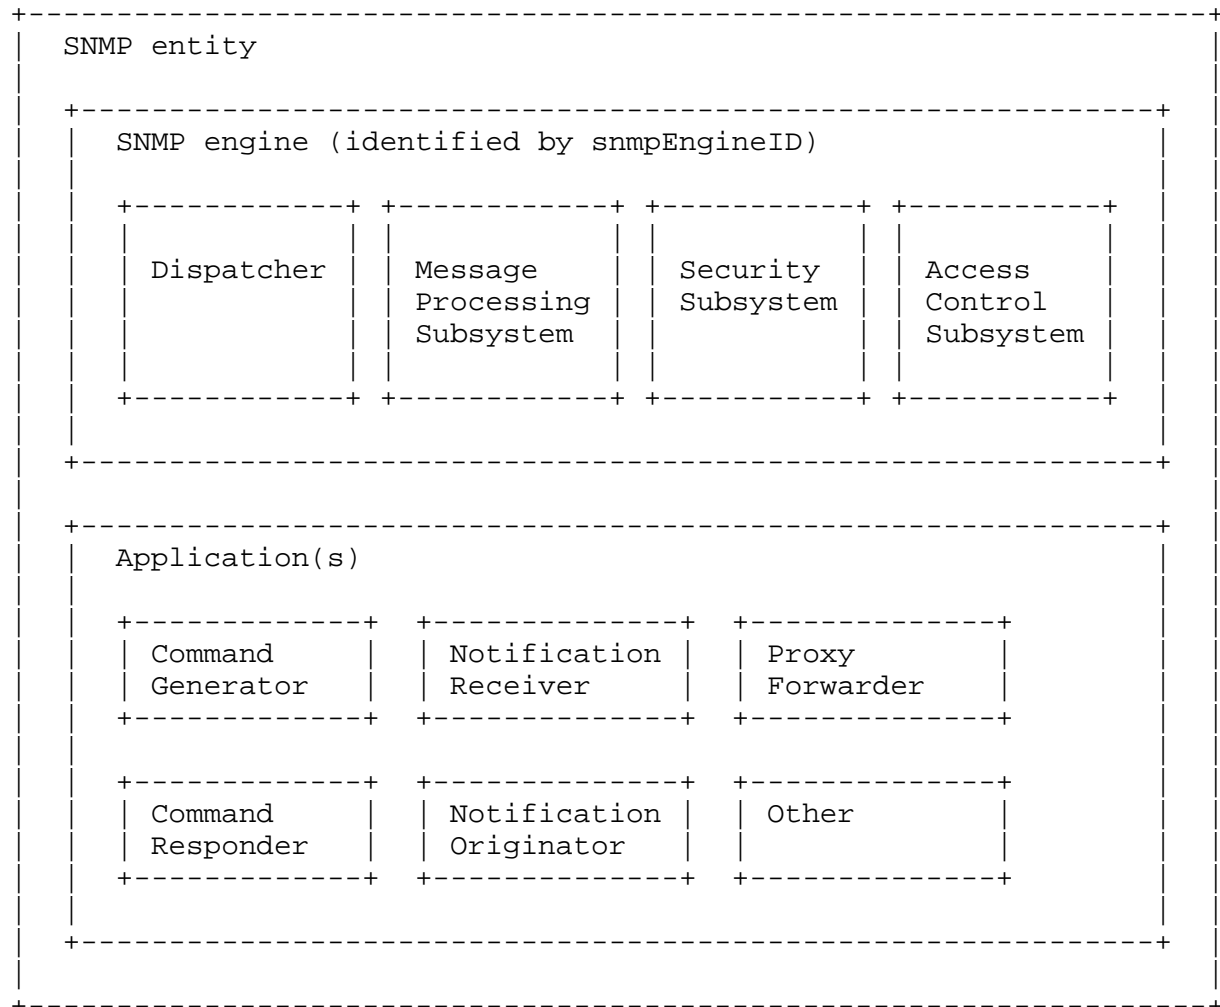 SNMP entity
SNMP engine (identified by snmpEngineID)
Dispatcher
Message
Processing
Subsystem
Security
Subsystem
Access
Control
Subsystem
Application(s)
Command
Generator
Notification
Receiver
Proxy
Forwarder
Command
Responder
Notification
Originator
Other